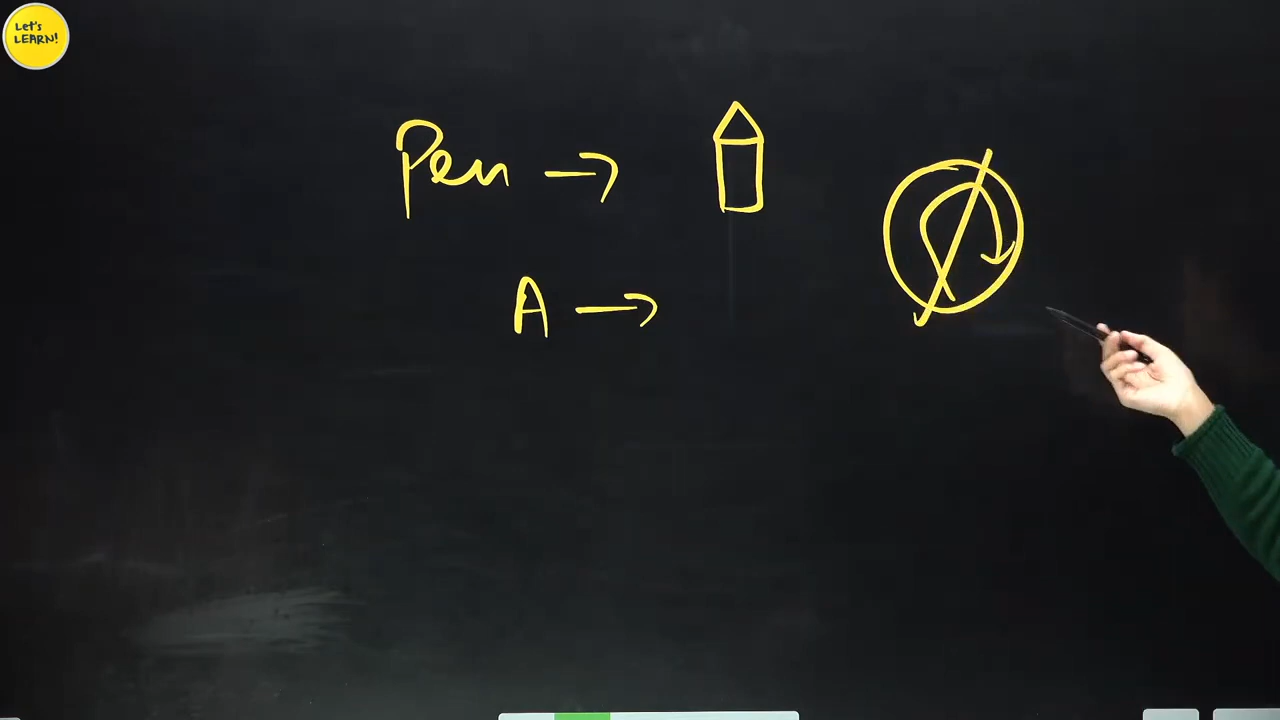 Let's
LEARN!
Pen →
A →